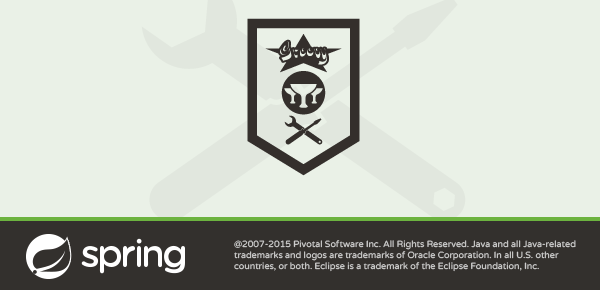 Groovy
spring
@2007-2015 Pivotal Software Inc. All Rights Reserved. Java and all Java-related
trademarks and logos are trademarks of Oracle Corporation. In all U.S. other
countries, or both. Eclipse is a trademark of the Eclipse Foundation, Inc.